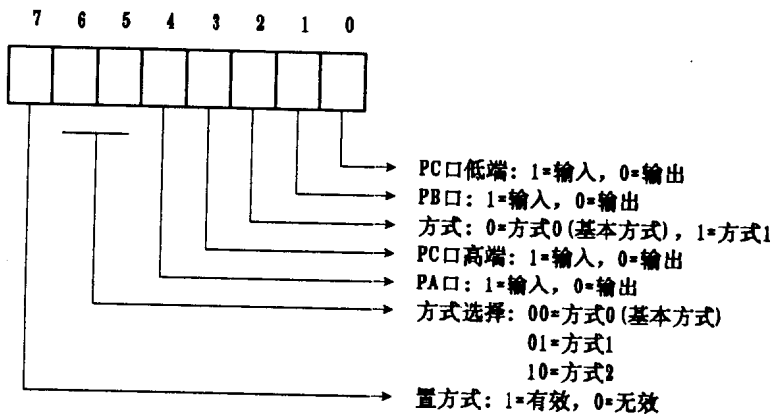 7 6 5 4 3 2 1 0
PC口低端: 1=输入, 0=输出
PB口: 1=输入, 0=输出
方式: 0=方式0(基本方式), 1=方式1
PC口高端: 1=输入, 0=输出
PA口: 1=输入, 0=输出
方式选择: 00=方式0(基本方式)
01=方式1
10=方式2
置方式: 1=有效, 0=无效